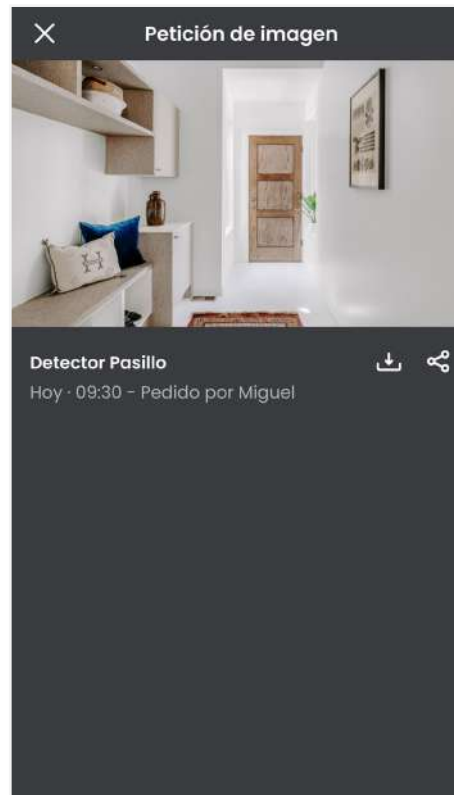 Petición de imagen
Detector Pasillo
Hoy · 09:30 - Pedido por Miguel